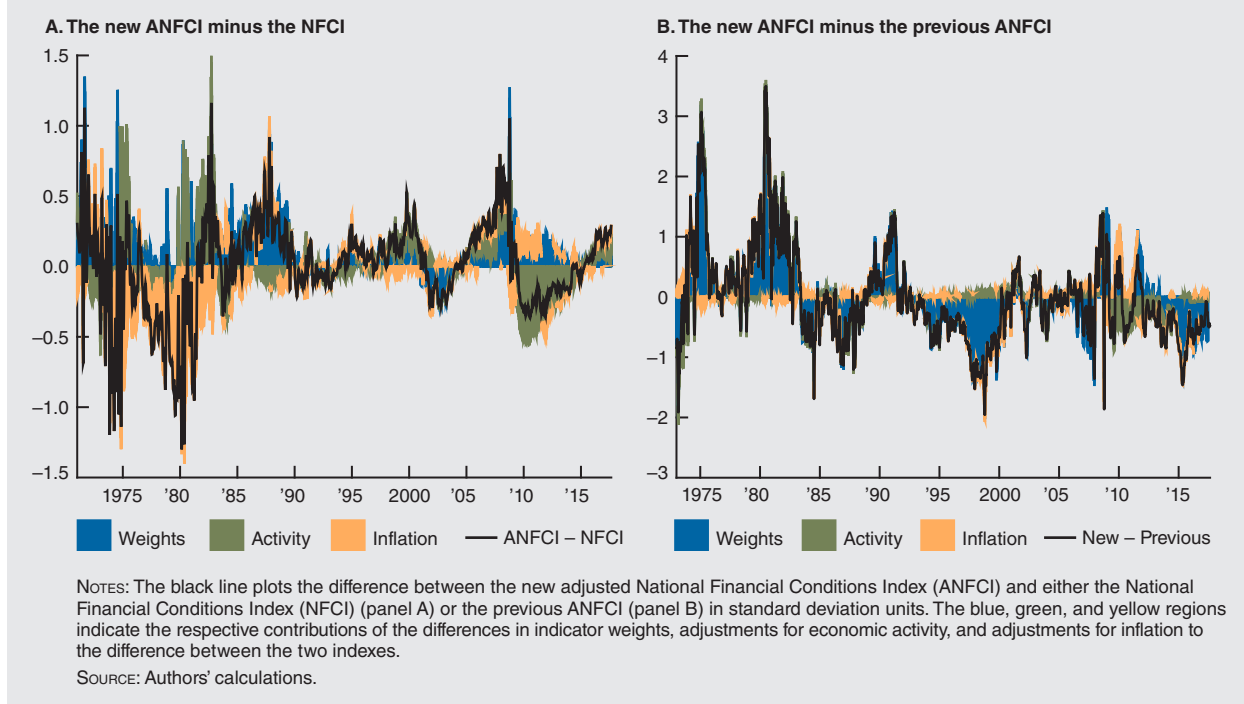 A. The new ANFCI minus the NFCI
1.5
1.0
0.5
0.0
–0.5
–1.0
–1.5
1975 ’80 ’85 ’90 ’95 2000 ’05 ’10 ’15
Weights Activity Inflation ANFCI – NFCI
B. The new ANFCI minus the previous ANFCI
4
3
2
1
0
–1
–2
–3
1975 ’80 ’85 ’90 ’95 2000 ’05 ’10 ’15
Weights Activity Inflation New – Previous
NOTES: The black line plots the difference between the new adjusted National Financial Conditions Index (ANFCI) and either the National
Financial Conditions Index (NFCI) (panel A) or the previous ANFCI (panel B) in standard deviation units. The blue, green, and yellow regions
indicate the respective contributions of the differences in indicator weights, adjustments for economic activity, and adjustments for inflation to
the difference between the two indexes.
SOURCE: Authors’ calculations.